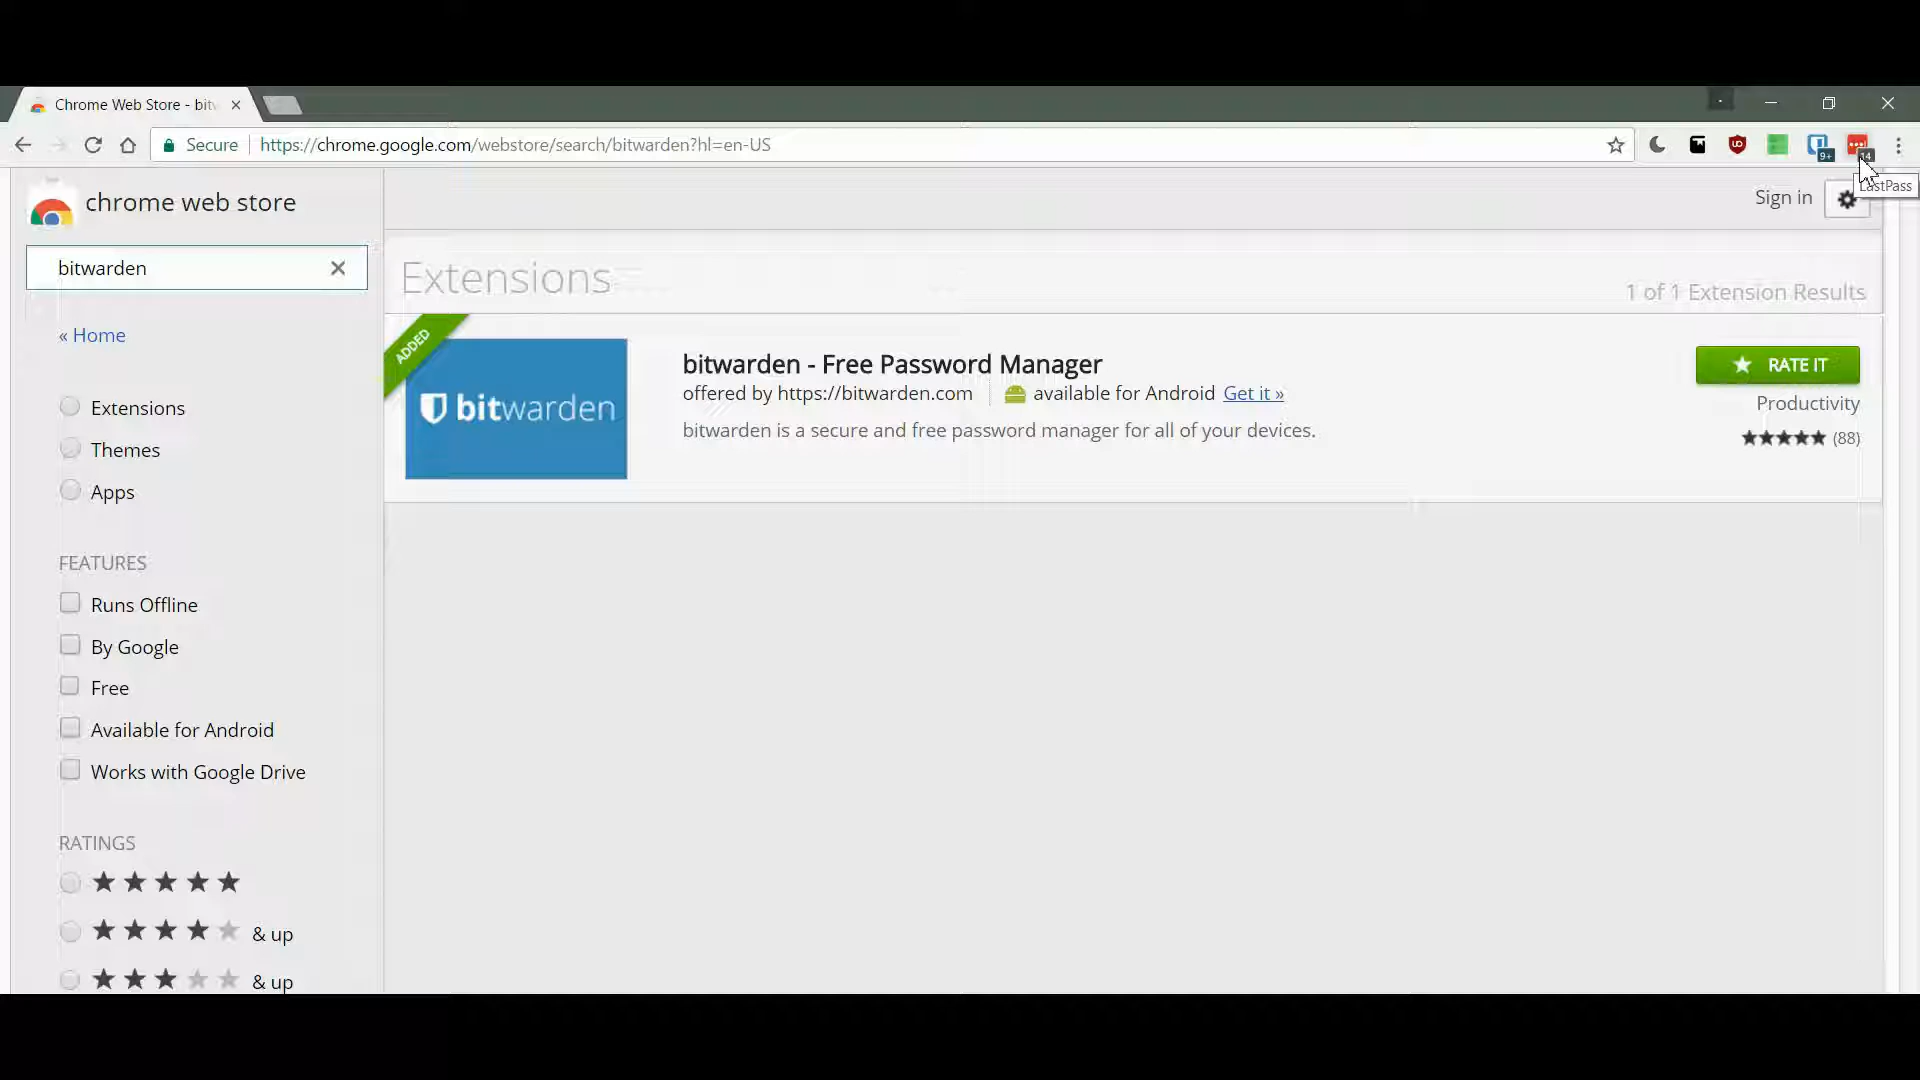 Chrome Web Store - bitw
Secure
https://chrome.google.com/webstore/search/bitwarden?hl=en-US
9+
14
LastPass
chrome web store
Sign in
bitwarden
Extensions
1 of 1 Extension Results
« Home
ADDED
bitwarden
bitwarden - Free Password Manager
offered by https://bitwarden.com
available for Android Get it »
bitwarden is a secure and free password manager for all of your devices.
RATE IT
Productivity
(88)
Extensions
Themes
Apps
FEATURES
Runs Offline
By Google
Free
Available for Android
Works with Google Drive
RATINGS
& up
& up